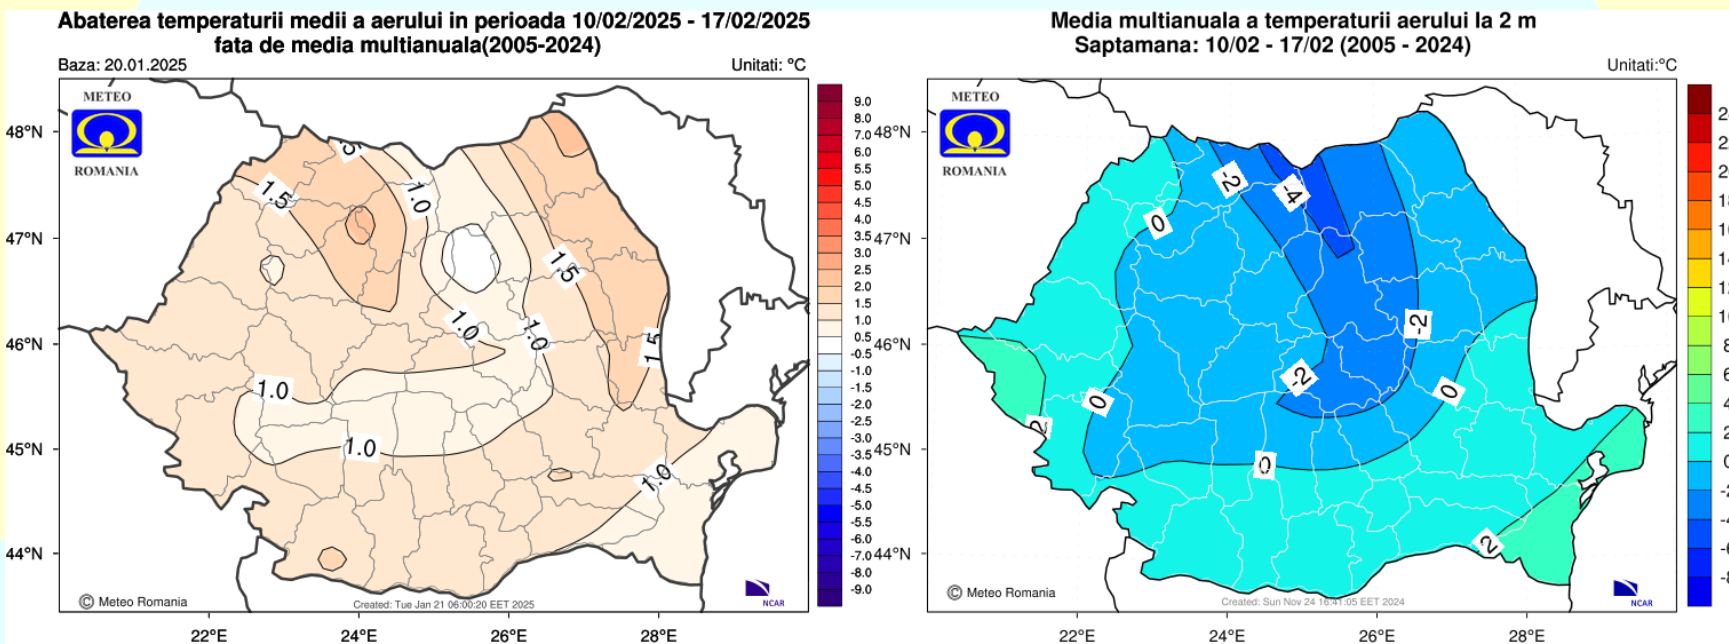 Abaterea temperaturii medii a aerului in perioada 10/02/2025 - 17/02/2025
fata de media multianuala(2005-2024)
Baza: 20.01.2025
Unitati: °C
METEO
ROMANIA
48°N
47°N
46°N
45°N
44°N
1.5
1.0
1.5
1.0
1.0
1.5
1.0
1.0
1.0
9.0
8.0
7.0
6.0
5.5
5.0
4.5
4.0
3.5
3.0
2.5
2.0
1.5
1.0
0.5
-0.5
-1.0
-1.5
-2.0
-2.5
-3.0
-3.5
-4.0
-4.5
-5.0
-5.5
-6.0
-7.0
-8.0
-9.0
© Meteo Romania
Created: Tue Jan 21 06:00:20 EET 2025
NCAR
22°E
24°E
26°E
28°E
Media multianuala a temperaturii aerului la 2 m
Saptamana: 10/02 - 17/02 (2005 - 2024)
Unitati:°C
METEO
ROMANIA
48°N
47°N
46°N
45°N
44°N
-2
-4
0
-2
-2
0
0
2
0
2
8
6
4
2
0
-2
-4
-6
-8
© Meteo Romania
Created: Sun Nov 24 16:41:05 EET 2024
NCAR
22°E
24°E
26°E
28°E